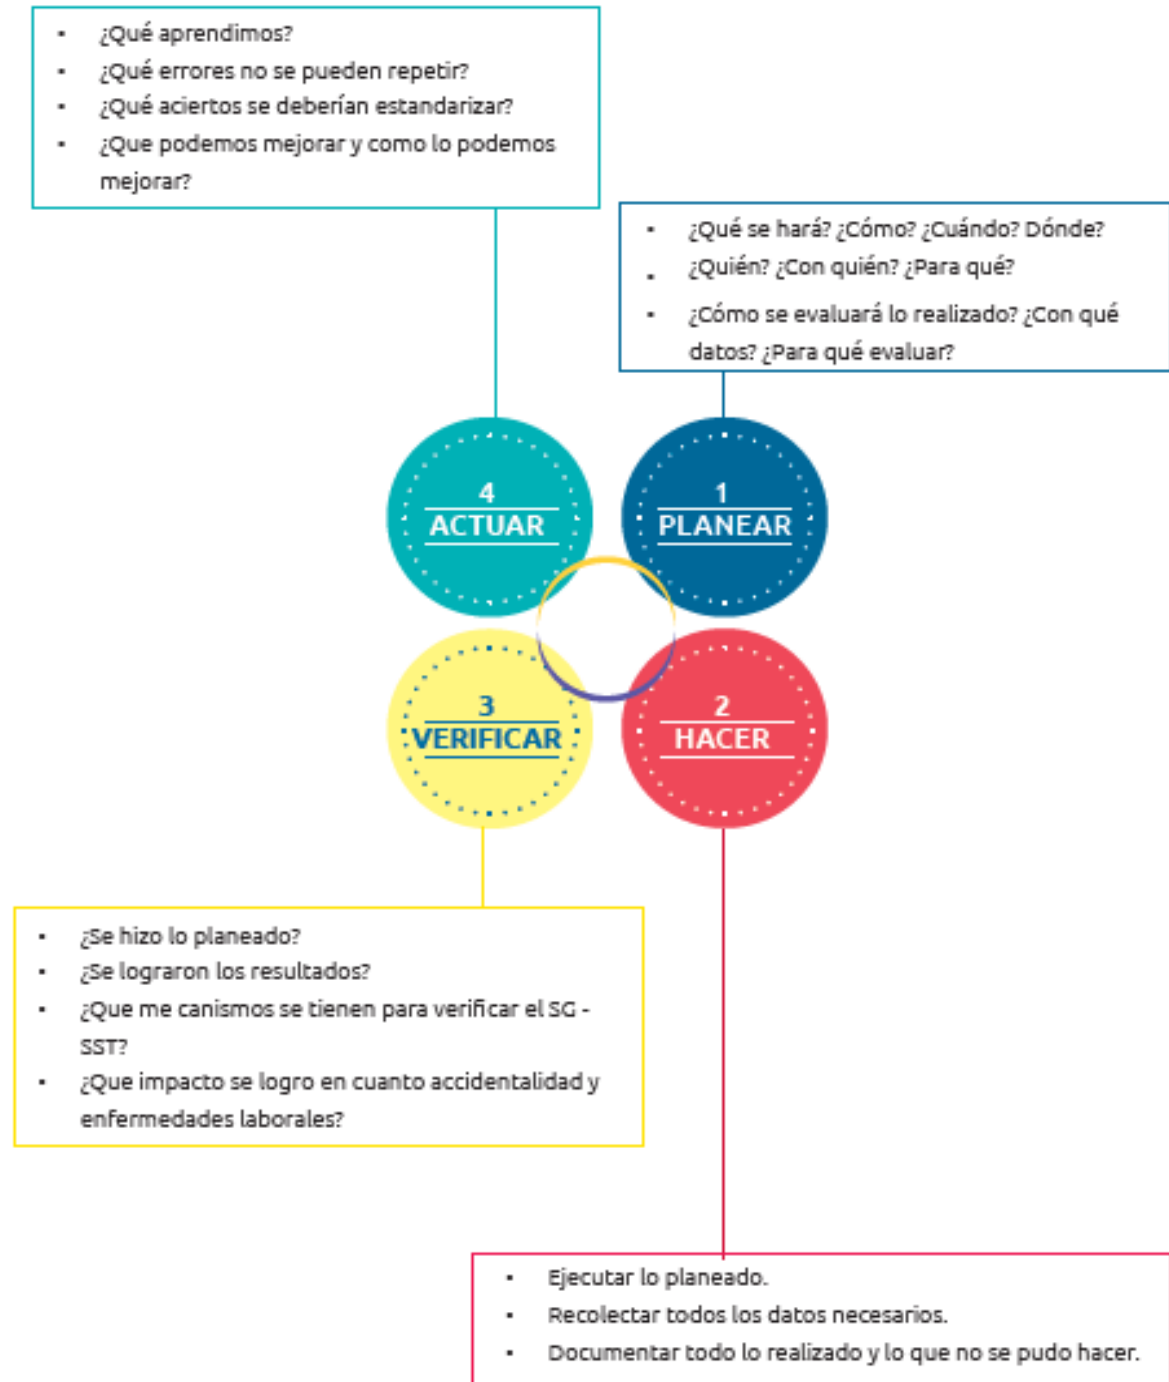 ¿Qué aprendimos?
¿Qué errores no se pueden repetir?
¿Qué aciertos se deberían estandarizar?
¿Que podemos mejorar y como lo podemos
mejorar?
¿Qué se hará? ¿Cómo? ¿Cuándo? Dónde?
¿Quién? ¿Con quién? ¿Para qué?
¿Cómo se evaluará lo realizado? ¿Con qué
datos? ¿Para qué evaluar?
4
ACTUAR
1
PLANEAR
3
VERIFICAR
2
HACER
¿Se hizo lo planeado?
¿Se lograron los resultados?
¿Que me canismos se tienen para verificar el SG -
SST?
¿Que impacto se logro en cuanto accidentalidad y
enfermedades laborales?
Ejecutar lo planeado.
Recolectar todos los datos necesarios.
Documentar todo lo realizado y lo que no se pudo hacer.